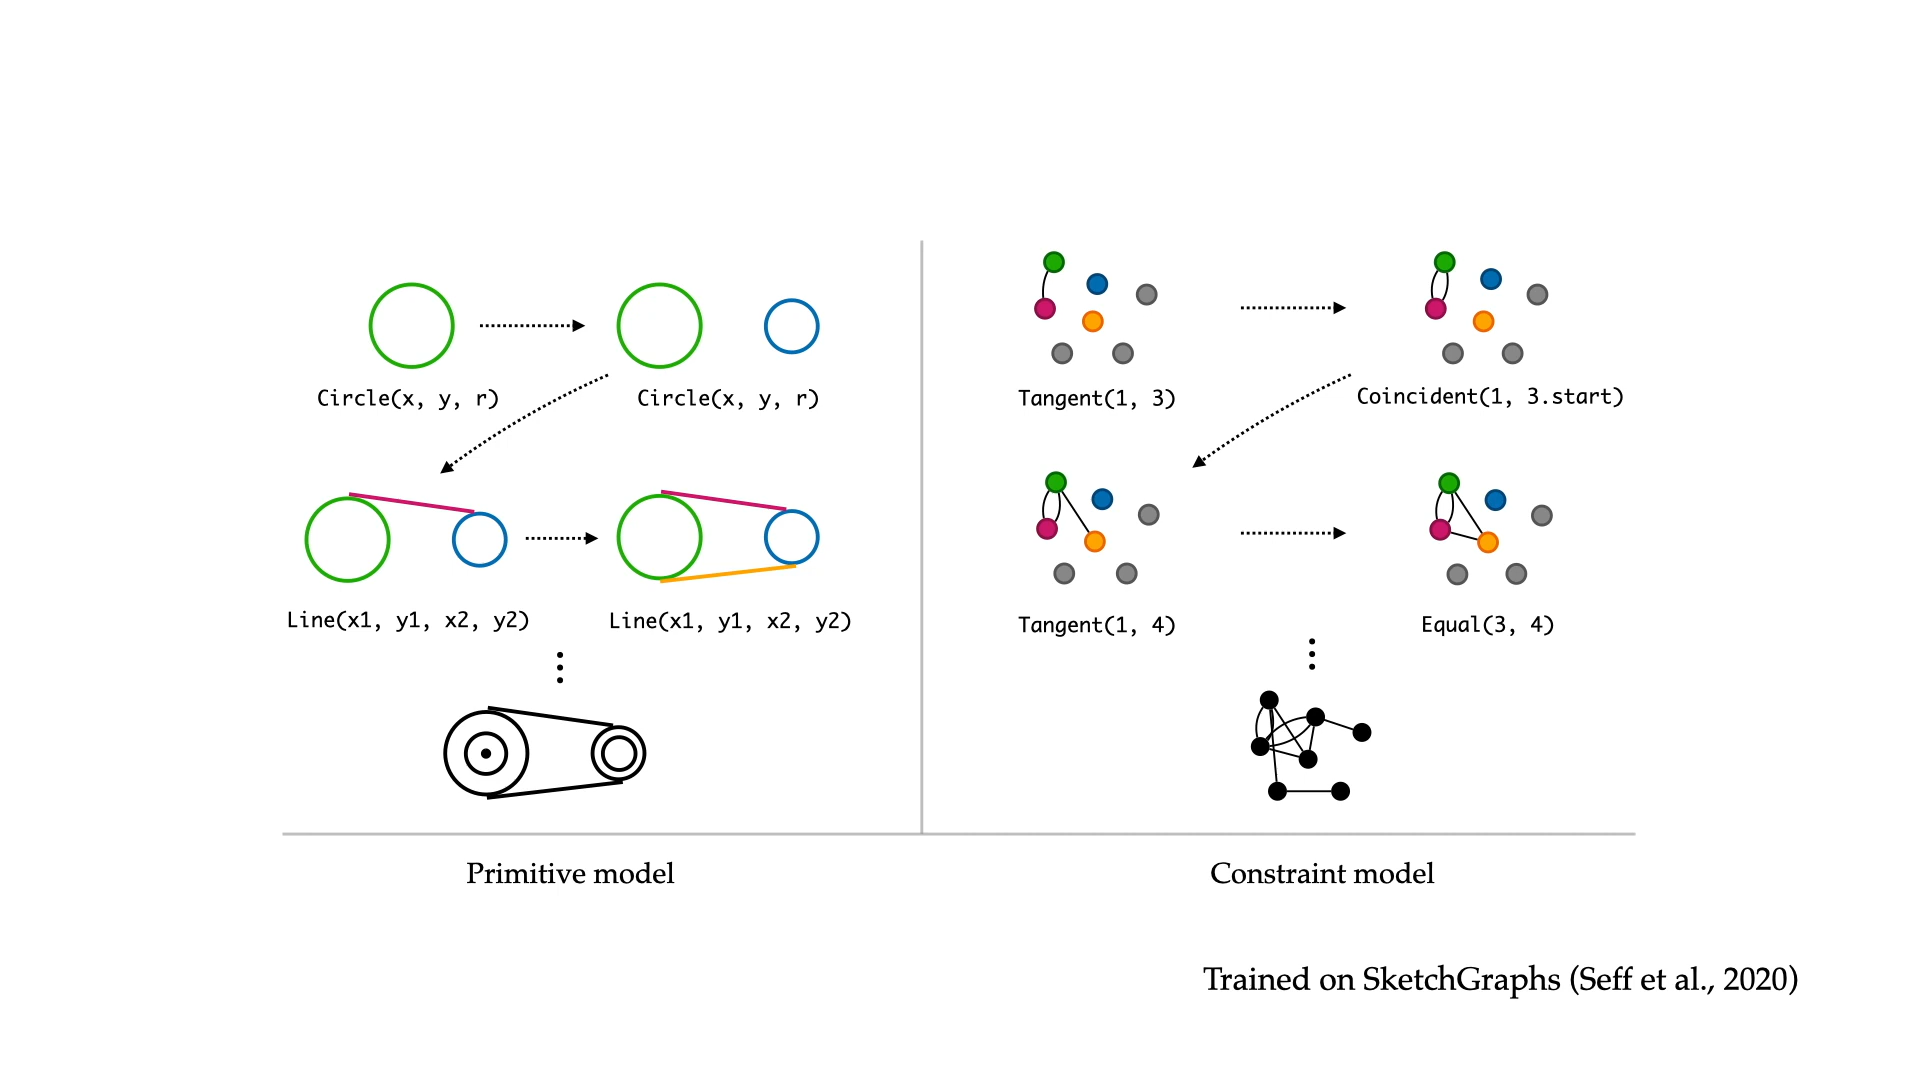 Circle(x, y, r)
Circle(x, y, r)
Line(x1, y1, x2, y2)
Line(x1, y1, x2, y2)
Primitive model
Tangent(1, 3)
Coincident(1, 3.start)
Tangent(1, 4)
Equal(3, 4)
Constraint model
Trained on SketchGraphs (Seff et al., 2020)